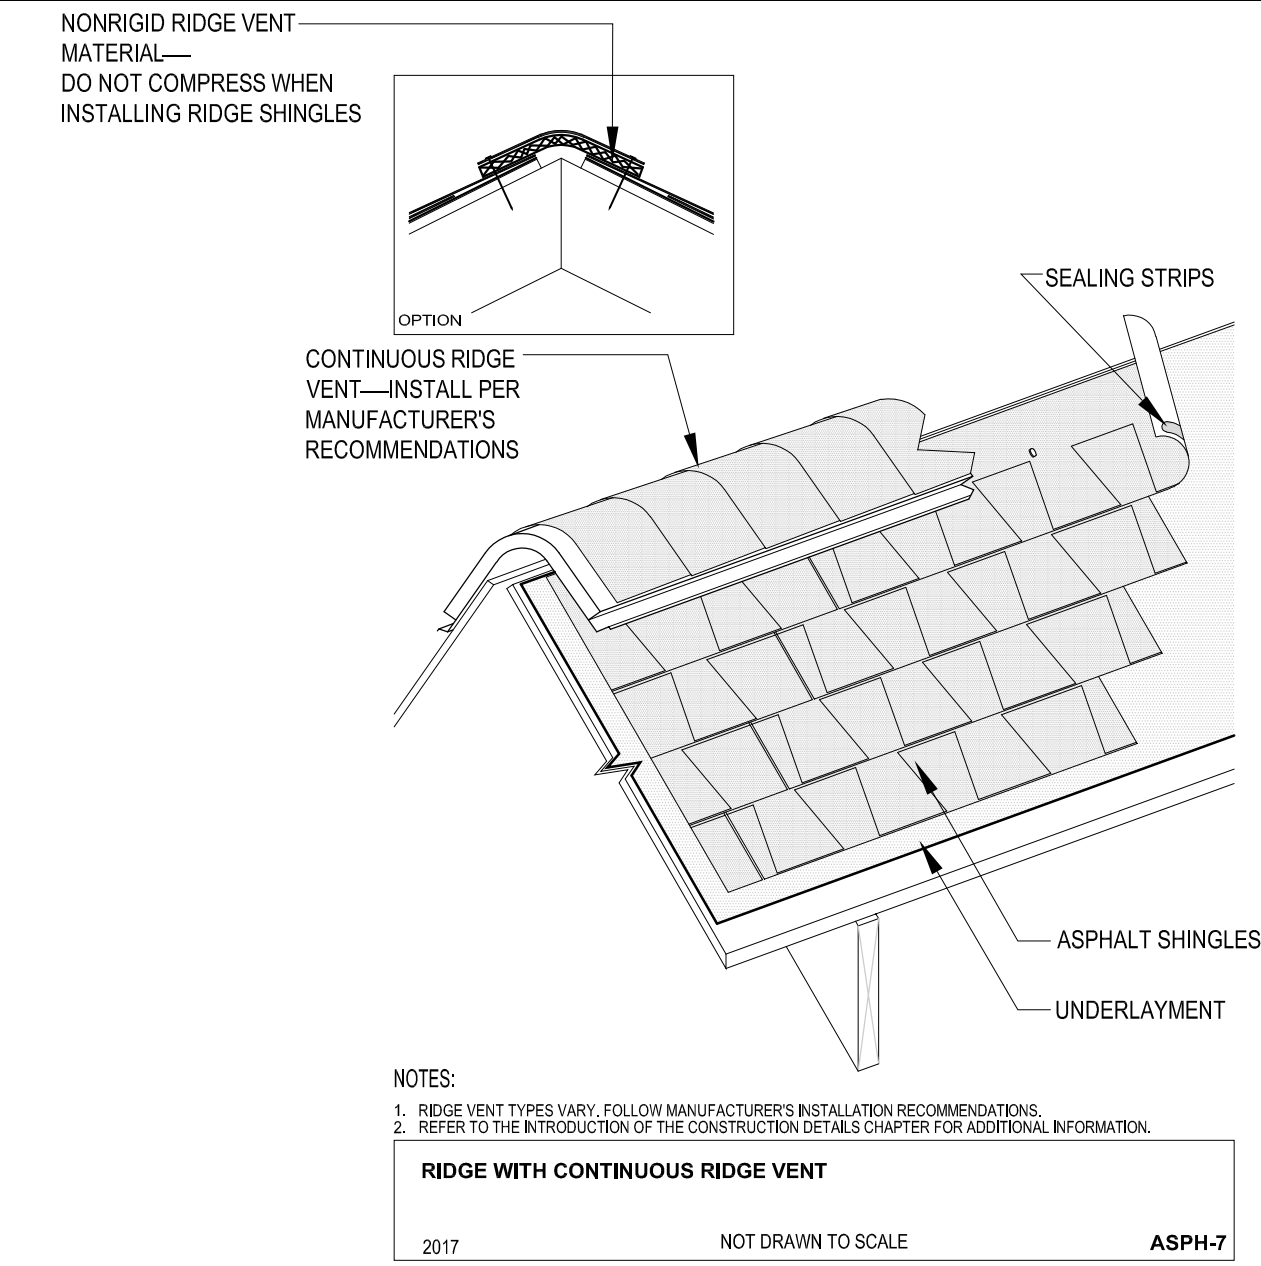 NONRIGID RIDGE VENT
MATERIAL—
DO NOT COMPRESS WHEN
INSTALLING RIDGE SHINGLES
OPTION
SEALING STRIPS
CONTINUOUS RIDGE
VENT—INSTALL PER
MANUFACTURER'S
RECOMMENDATIONS
ASPHALT SHINGLES
UNDERLAYMENT
NOTES:
1. RIDGE VENT TYPES VARY. FOLLOW MANUFACTURER'S INSTALLATION RECOMMENDATIONS.
2. REFER TO THE INTRODUCTION OF THE CONSTRUCTION DETAILS CHAPTER FOR ADDITIONAL INFORMATION.
RIDGE WITH CONTINUOUS RIDGE VENT
2017 NOT DRAWN TO SCALE ASPH-7